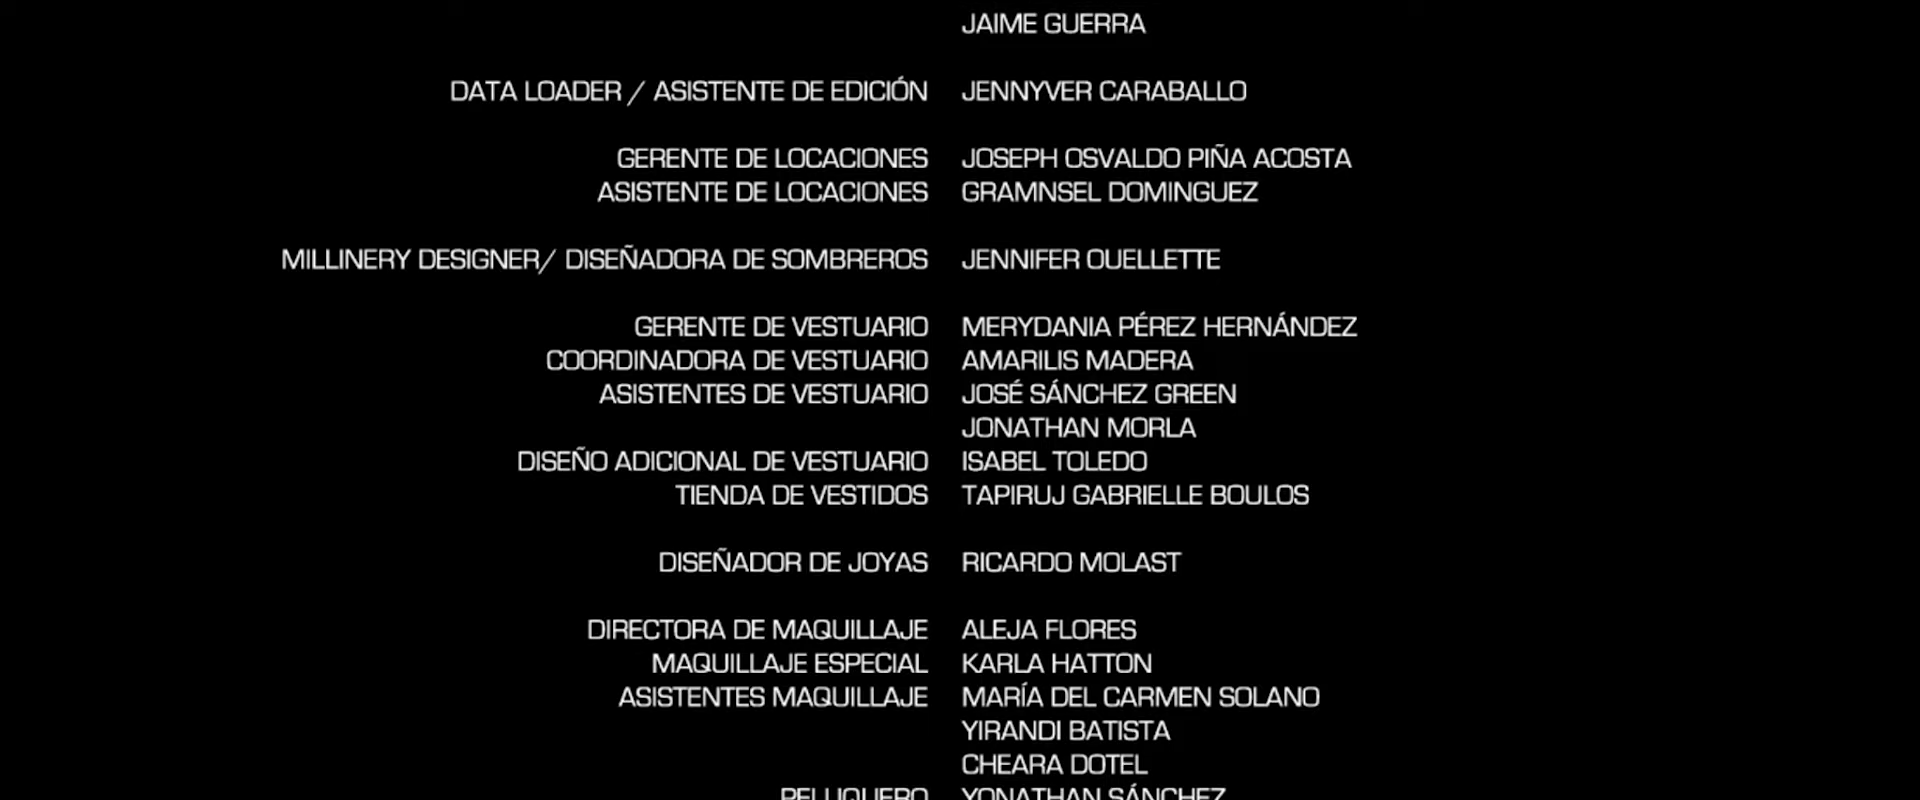 JAIME GUERRA
DATA LOADER / ASISTENTE DE EDICIÓN JENNYVER CARABALLO
GERENTE DE LOCACIONES JOSEPH OSVALDO PIÑA ACOSTA
ASISTENTE DE LOCACIONES GRAMNSEL DOMINGUEZ
MILLINERY DESIGNER/ DISEÑADORA DE SOMBREROS JENNIFER OUELLETTE
GERENTE DE VESTUARIO MERYDANIA PÉREZ HERNÁNDEZ
COORDINADORA DE VESTUARIO AMARILIS MADERA
ASISTENTES DE VESTUARIO JOSÉ SÁNCHEZ GREEN
JONATHAN MORLA
DISEÑO ADICIONAL DE VESTUARIO ISABEL TOLEDO
TIENDA DE VESTIDOS TAPIRUJ GABRIELLE BOULOS
DISEÑADOR DE JOYAS RICARDO MOLAST
DIRECTORA DE MAQUILLAJE ALEJA FLORES
MAQUILLAJE ESPECIAL KARLA HATTON
ASISTENTES MAQUILLAJE MARÍA DEL CARMEN SOLANO
YIRANDI BATISTA
CHEARA DOTEL
PELUQUERO YONATHAN SÁNCHEZ